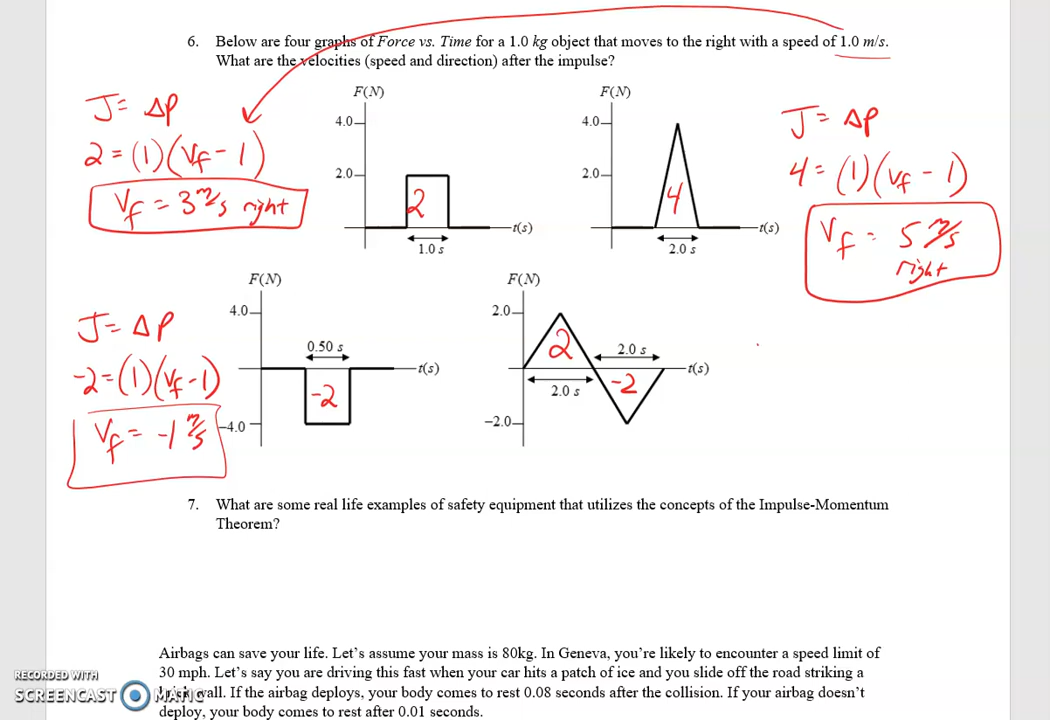 6. Below are four graphs of Force vs. Time for a 1.0 kg object that moves to the right with a speed of 1.0 m/s.
What are the velocities (speed and direction) after the impulse?
J = Δp
2 = (1)(Vf - 1)
Vf = 3 m/s right
F(N)
4.0
2.0
2
t(s)
1.0 s
F(N)
4.0
2.0
4
t(s)
2.0 s
J = Δp
4 = (1)(Vf - 1)
Vf = 5 m/s
right
J = Δp
-2 = (1)(Vf - 1)
Vf = -1 m/s
F(N)
4.0
0.50 s
t(s)
-2
-4.0
F(N)
2.0
2
2.0 s
t(s)
2.0 s
-2
-2.0
7. What are some real life examples of safety equipment that utilizes the concepts of the Impulse-Momentum
Theorem?
Airbags can save your life. Let's assume your mass is 80kg. In Geneva, you're likely to encounter a speed limit of
30 mph. Let's say you are driving this fast when your car hits a patch of ice and you slide off the road striking a
wall. If the airbag deploys, your body comes to rest 0.08 seconds after the collision. If your airbag doesn't
deploy, your body comes to rest after 0.01 seconds.
RECORDED WITH
SCREENCAST MATIC